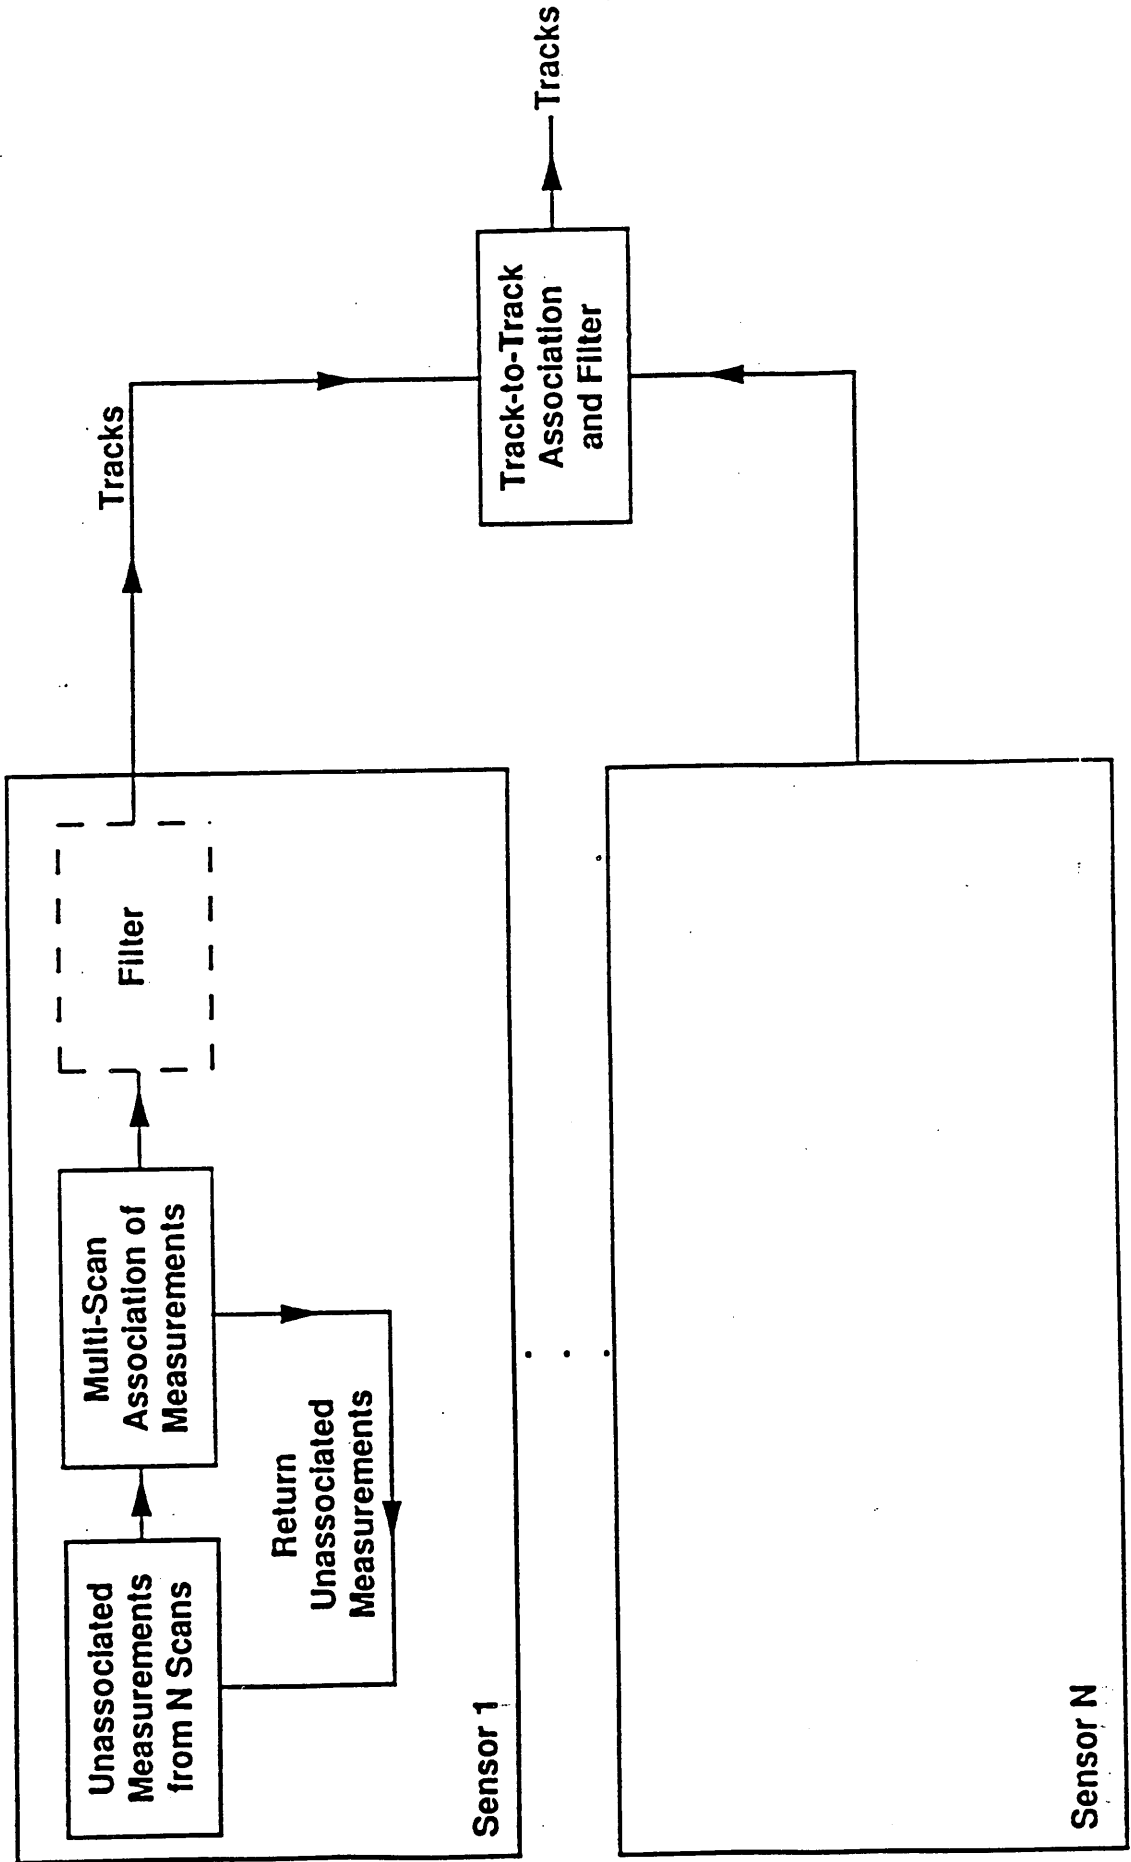 Unassociated
Measurements
from N Scans
Multi-Scan
Association of
Measurements
Filter
Tracks
Return
Unassociated
Measurements
Sensor 1
Track-to-Track
Association
and Filter
Tracks
Sensor N